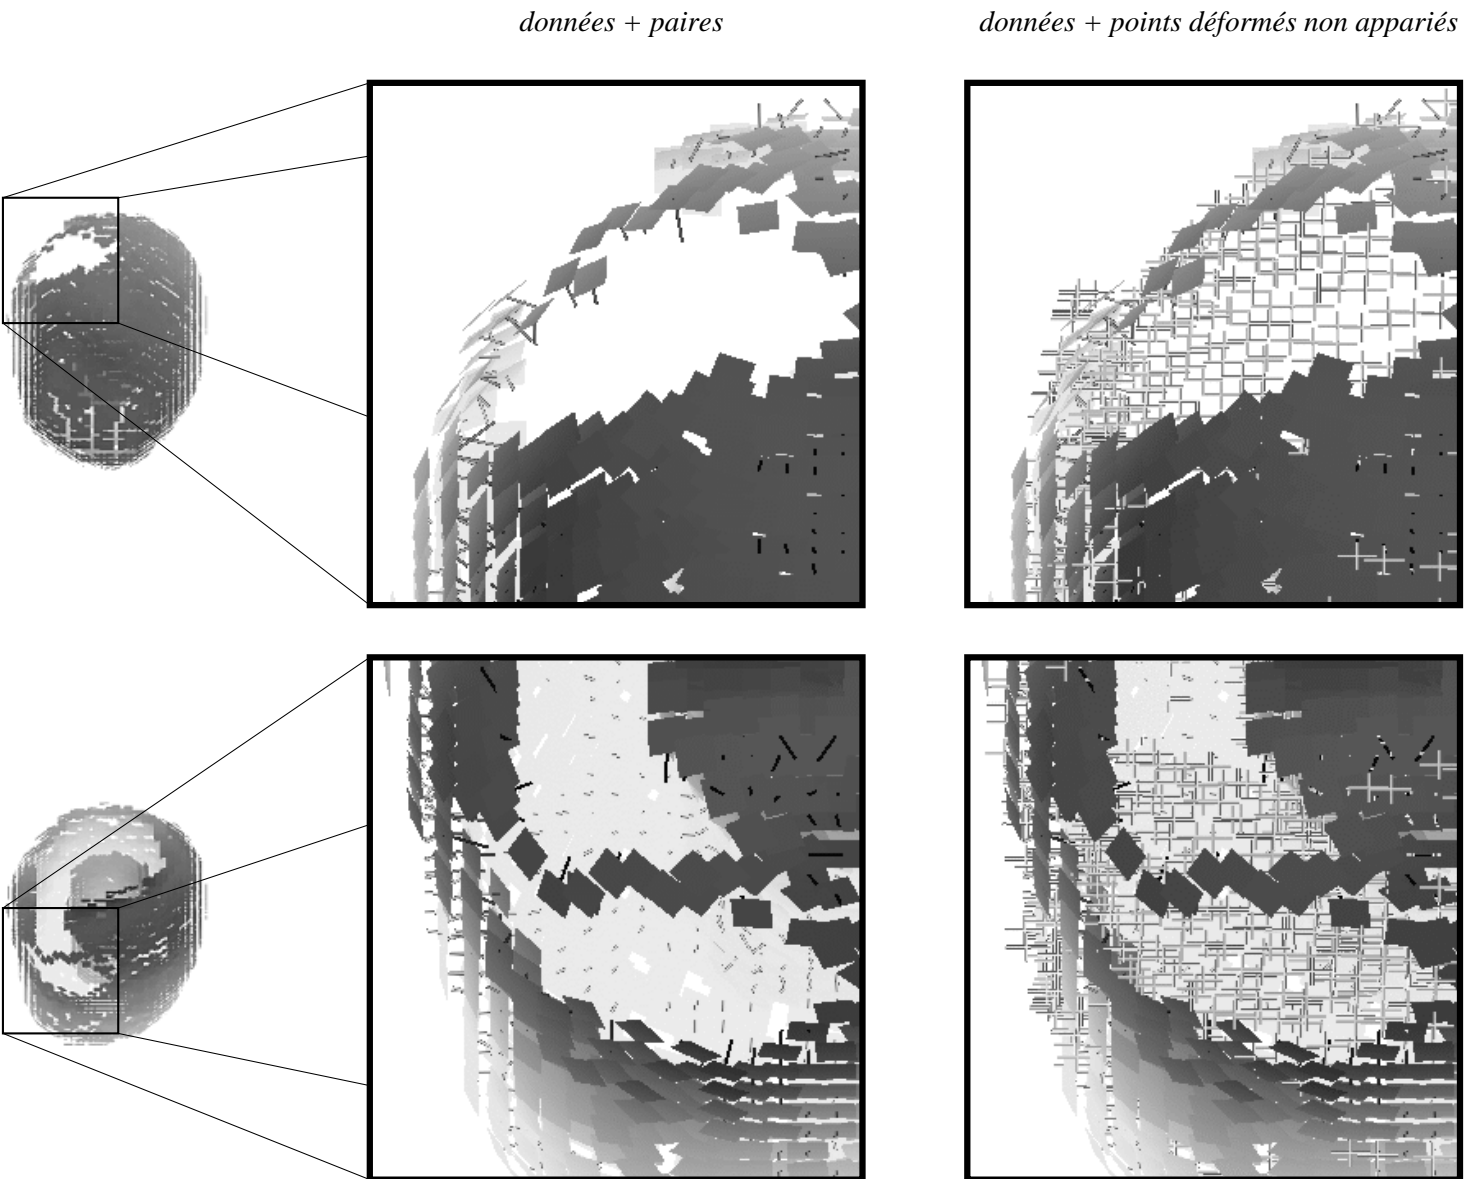 données + paires
données + points déformés non appariés